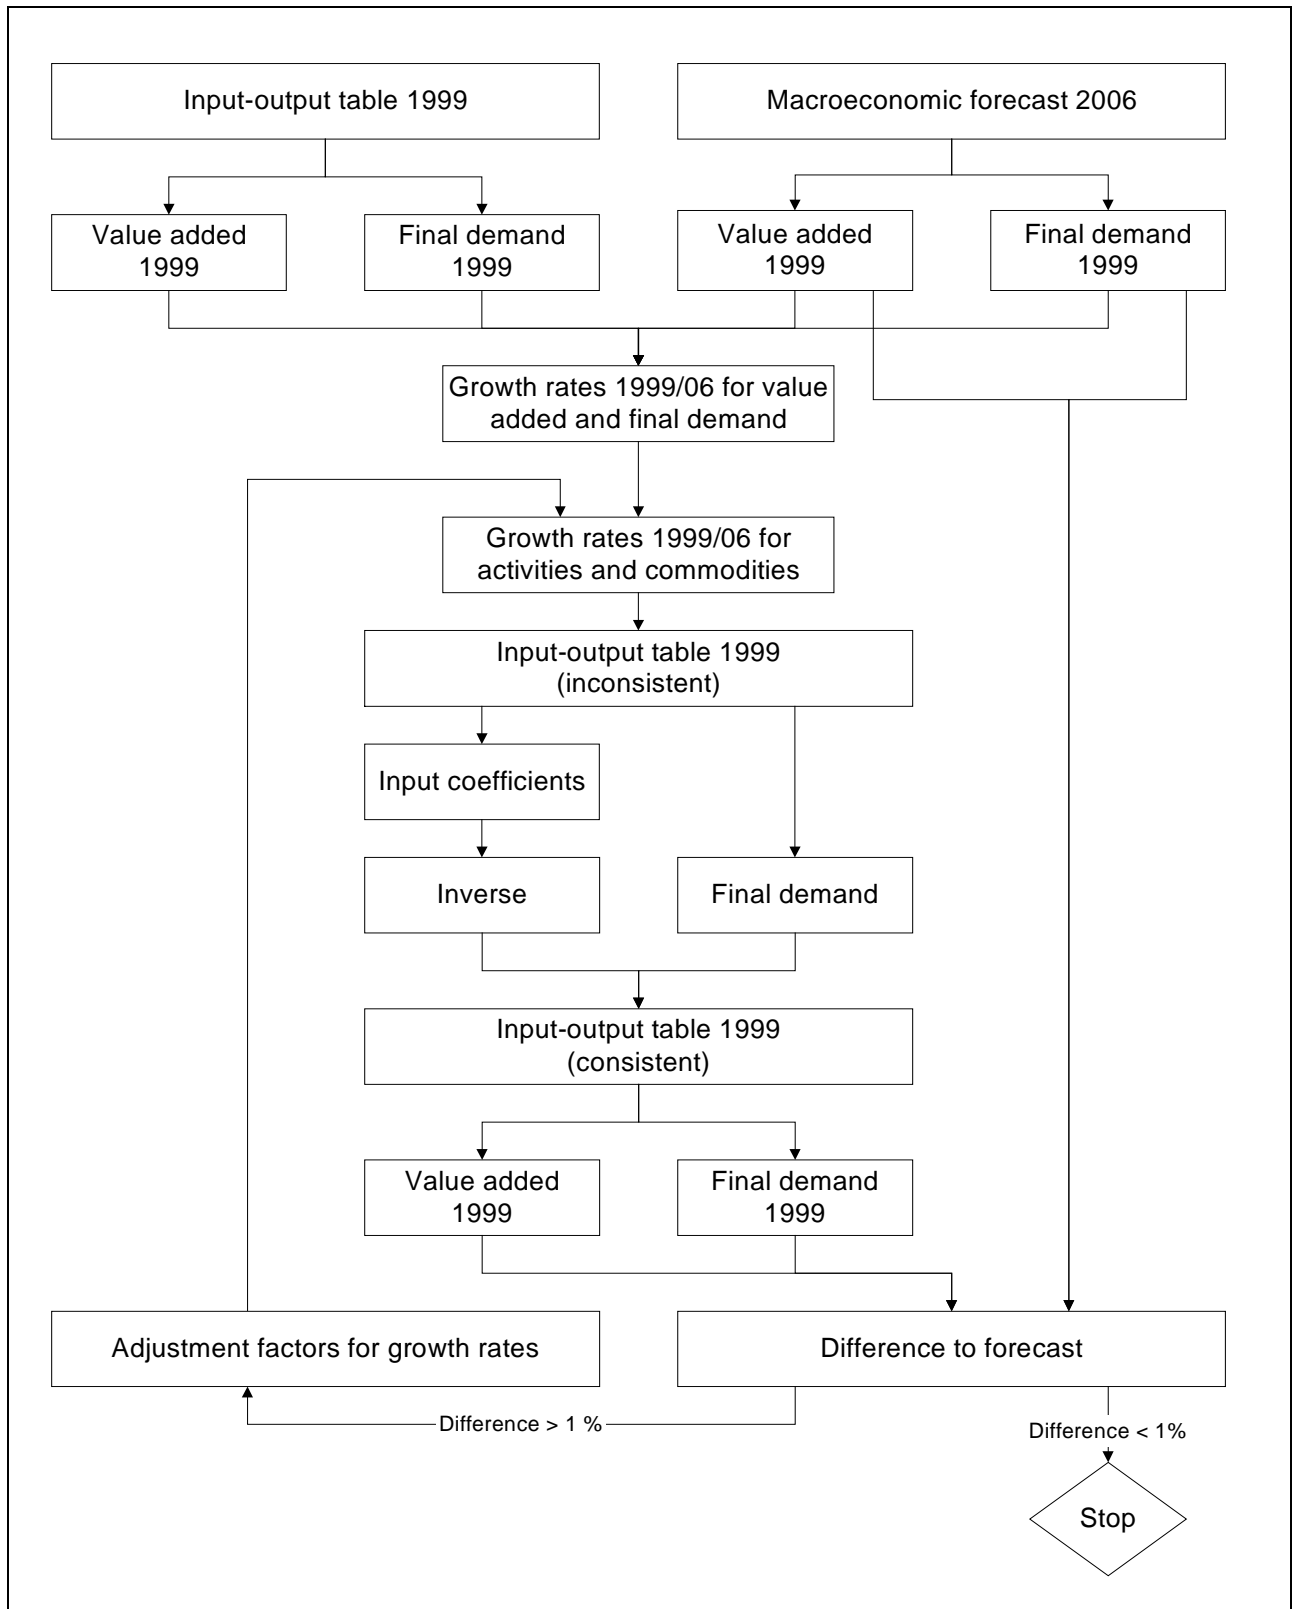 Input-output table 1999
Macroeconomic forecast 2006
Value added
1999
Final demand
1999
Value added
1999
Final demand
1999
Growth rates 1999/06 for value
added and final demand
Growth rates 1999/06 for
activities and commodities
Input-output table 1999
(inconsistent)
Input coefficients
Inverse
Final demand
Input-output table 1999
(consistent)
Value added
1999
Final demand
1999
Adjustment factors for growth rates
Difference to forecast
Difference > 1 %
Difference < 1%
Stop